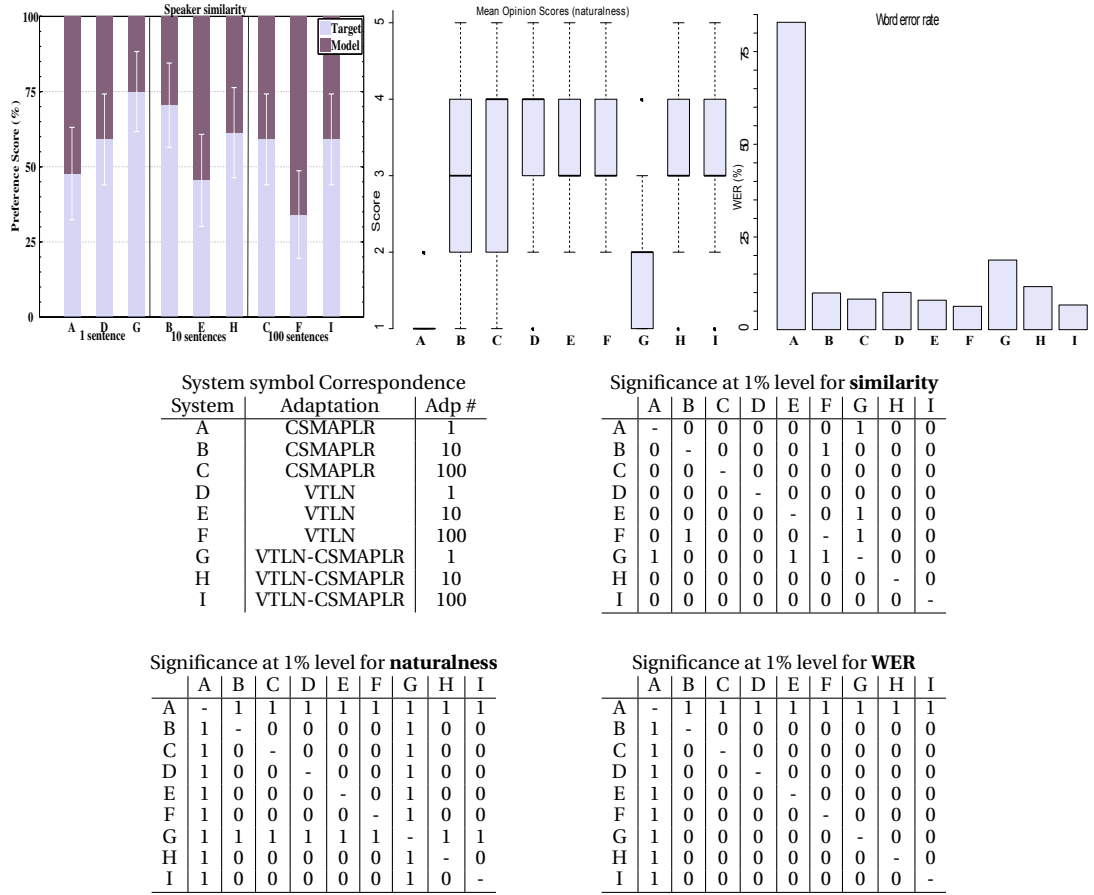 Speaker similarity
Target
Model
Preference Score (%)
100
75
50
25
0
A D G B E H C F I
1 sentence 10 sentences 100 sentences
Mean Opinion Scores (naturalness)
Score
5
4
3
2
1
A B C D E F G H I
Word error rate
WER (%)
75
50
25
0
A B C D E F G H I
System symbol Correspondence
System Adaptation Adp #
A CSMAPLR 1
B CSMAPLR 10
C CSMAPLR 100
D VTLN 1
E VTLN 10
F VTLN 100
G VTLN-CSMAPLR 1
H VTLN-CSMAPLR 10
I VTLN-CSMAPLR 100
Significance at 1% level for similarity
A B C D E F G H I
A - 0 0 0 0 0 1 0 0
B 0 - 0 0 0 1 0 0 0
C 0 0 - 0 0 0 0 0 0
D 0 0 0 - 0 0 0 0 0
E 0 0 0 0 - 0 1 0 0
F 0 1 0 0 0 - 1 0 0
G 1 0 0 0 1 1 - 0 0
H 0 0 0 0 0 0 0 - 0
I 0 0 0 0 0 0 0 0 -
Significance at 1% level for naturalness
A B C D E F G H I
A - 1 1 1 1 1 1 1 1
B 1 - 0 0 0 0 1 0 0
C 1 0 - 0 0 0 1 0 0
D 1 0 0 - 0 0 1 0 0
E 1 0 0 0 - 0 1 0 0
F 1 0 0 0 0 - 1 0 0
G 1 1 1 1 1 1 - 1 1
H 1 0 0 0 0 0 1 - 0
I 1 0 0 0 0 0 1 0 -
Significance at 1% level for WER
A B C D E F G H I
A - 1 1 1 1 1 1 1 1
B 1 - 0 0 0 0 0 0 0
C 1 0 - 0 0 0 0 0 0
D 1 0 0 - 0 0 0 0 0
E 1 0 0 0 - 0 0 0 0
F 1 0 0 0 0 - 0 0 0
G 1 0 0 0 0 0 - 0 0
H 1 0 0 0 0 0 0 - 0
I 1 0 0 0 0 0 0 0 -